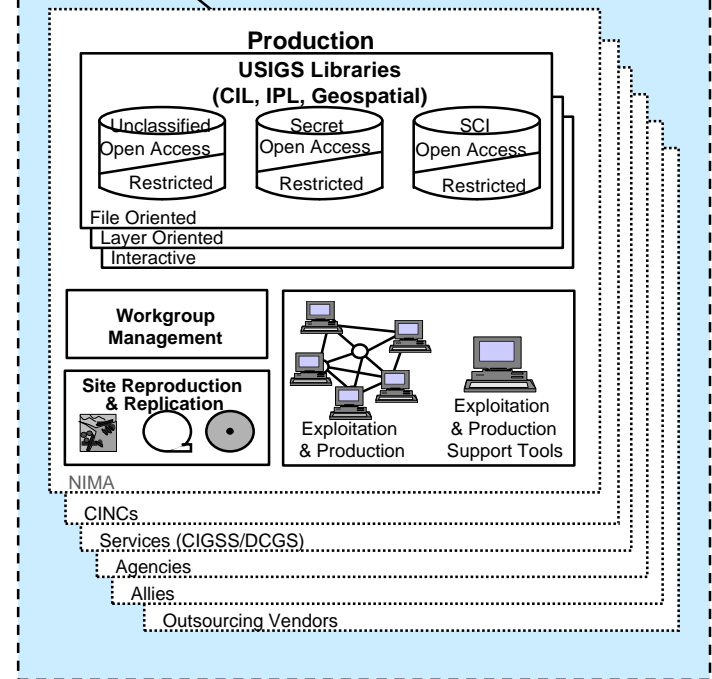 Production
USIGS Libraries
(CIL, IPL, Geospatial)
Unclassified
Open Access
Restricted
Secret
Open Access
Restricted
SCI
Open Access
Restricted
File Oriented
Layer Oriented
Interactive
Workgroup
Management
Site Reproduction
& Replication
Exploitation
& Production
Exploitation
& Production
Support Tools
NIMA
CINCs
Services (CIGSS/DCGS)
Agencies
Allies
Outsourcing Vendors